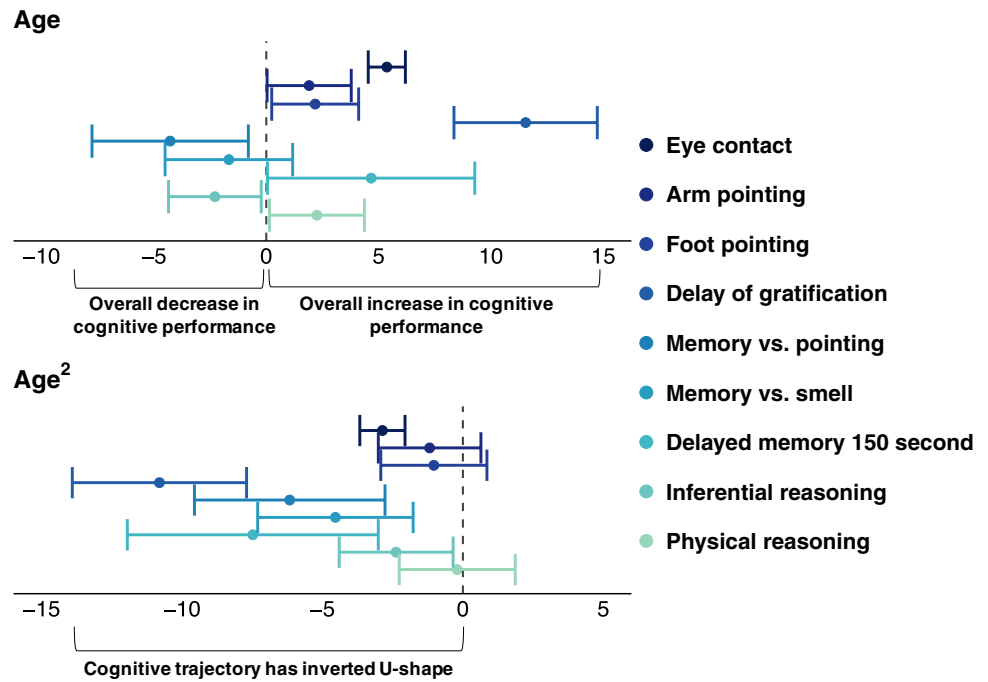 Age
−10 −5 0 5 10 15
Overall decrease in
cognitive performance
Overall increase in cognitive
performance
Eye contact
Arm pointing
Foot pointing
Delay of gratification
Memory vs. pointing
Memory vs. smell
Delayed memory 150 second
Inferential reasoning
Physical reasoning
Age²
−15 −10 −5 0 5
Cognitive trajectory has inverted U-shape